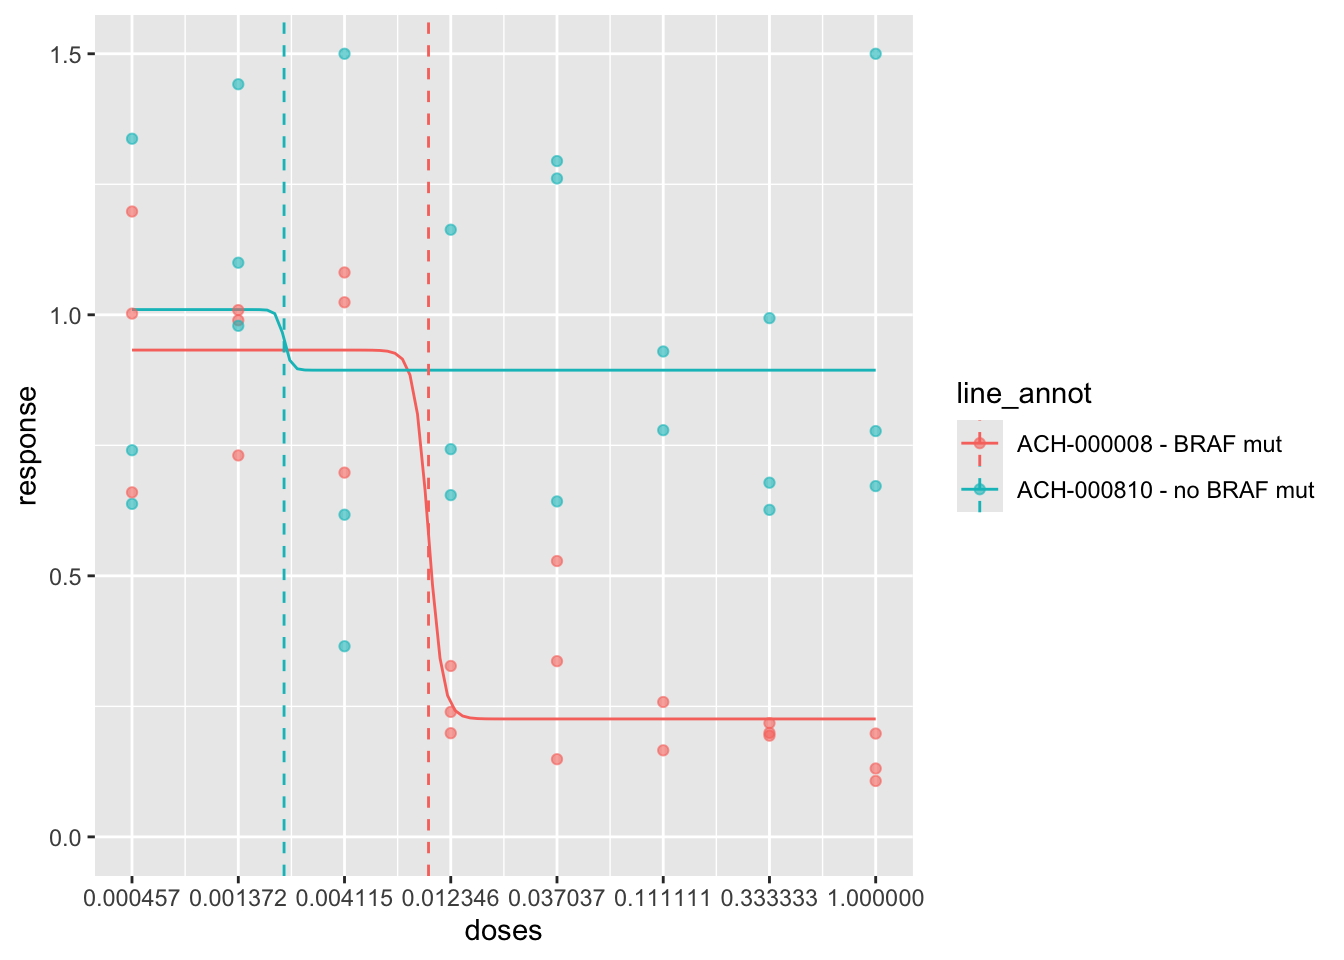 1.5
1.0
0.5
0.0
response
0.000457 0.001372 0.004115 0.012346 0.037037 0.111111 0.333333 1.000000
doses
line_annot
ACH-000008 - BRAF mut
ACH-000810 - no BRAF mut